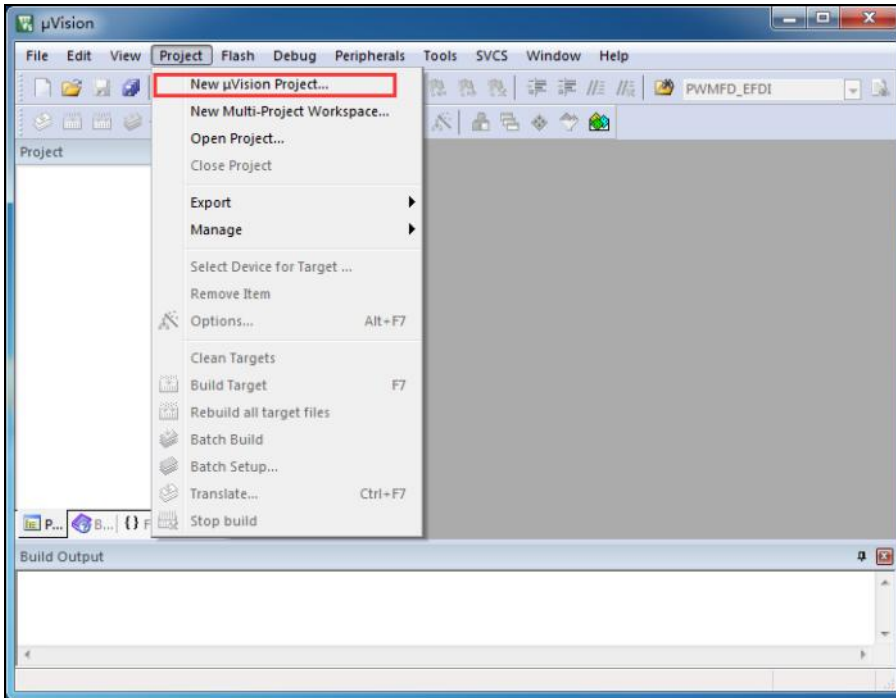 µVision
File Edit View Project Flash Debug Peripherals Tools SVCS Window Help
New µVision Project...
PWMFD_EFDI
New Multi-Project Workspace...
Open Project...
Project
Close Project
Export
Manage
Select Device for Target ...
Remove Item
Options... Alt+F7
Clean Targets
Build Target F7
Rebuild all target files
Batch Build
Batch Setup...
Translate... Ctrl+F7
Stop build
P... B... {} F
Build Output